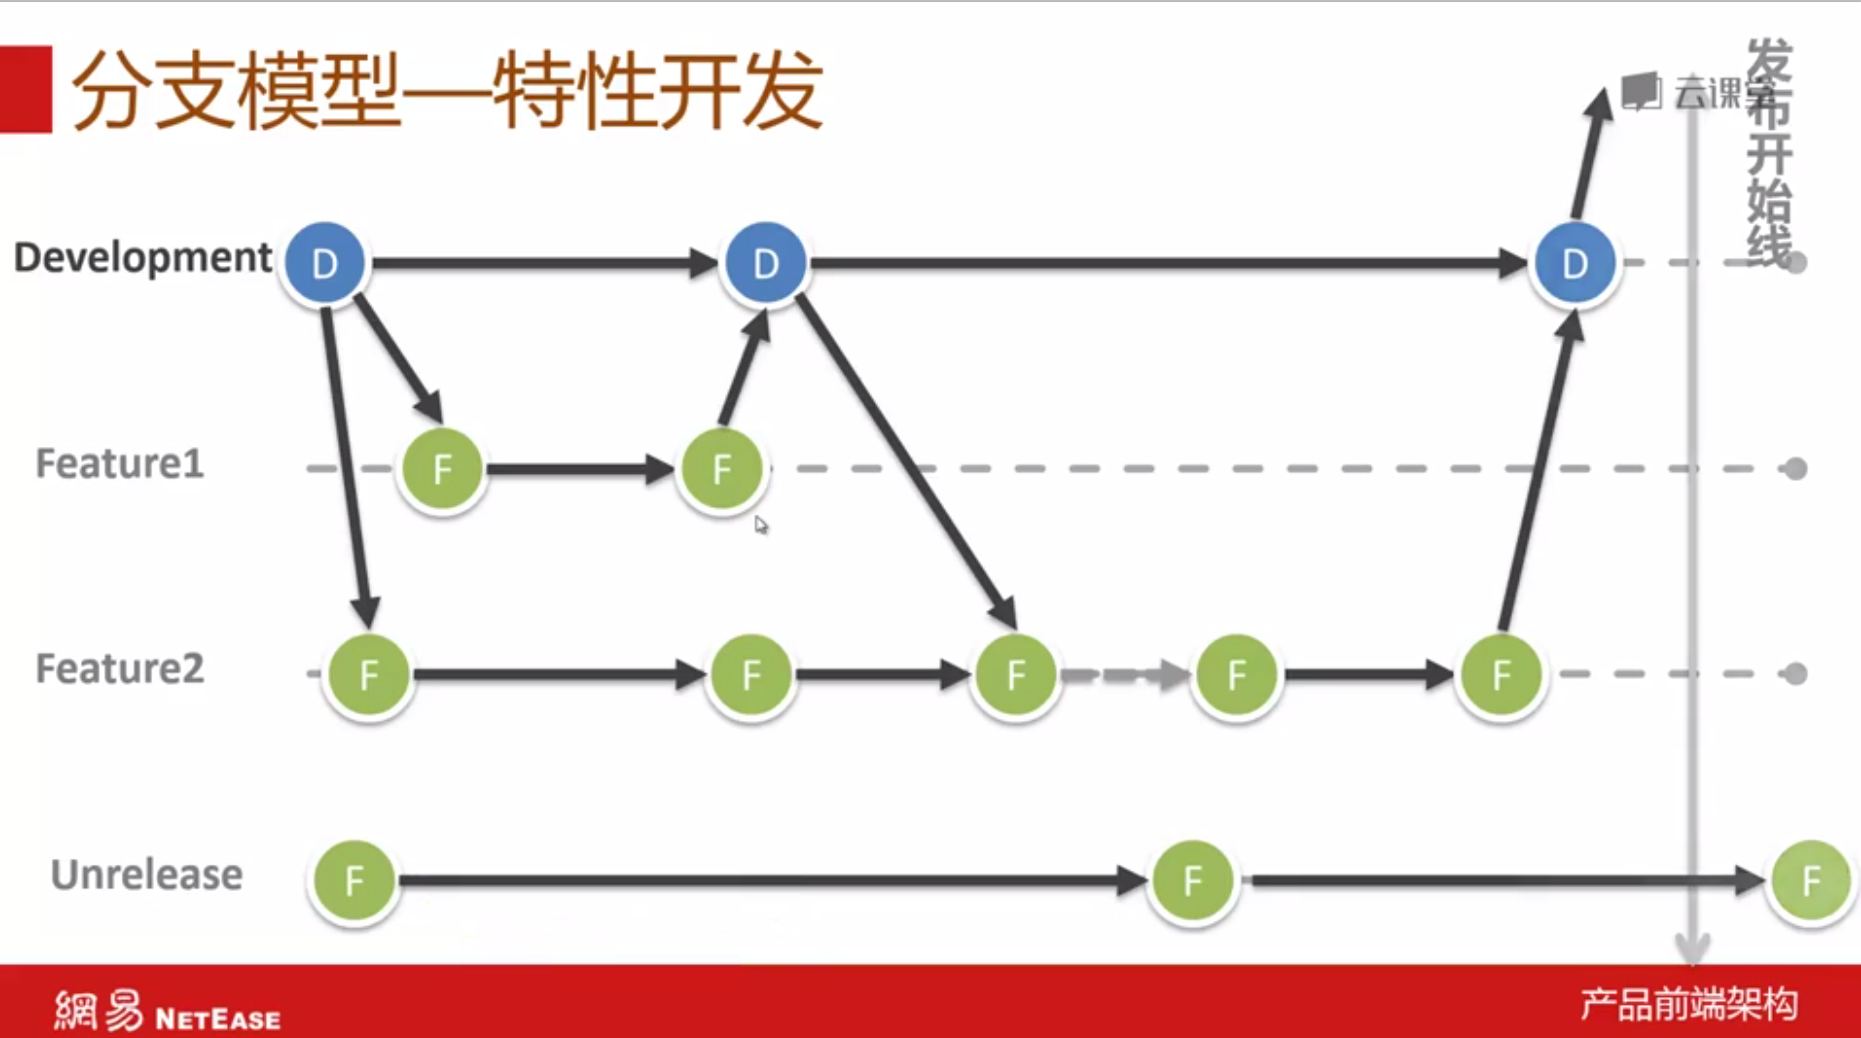 分支模型—特性开发
云课堂
发布开始线
Development D D D
Feature1 F F
Feature2 F F F F F
Unrelease F F F
網易 NETEASE
产品前端架构